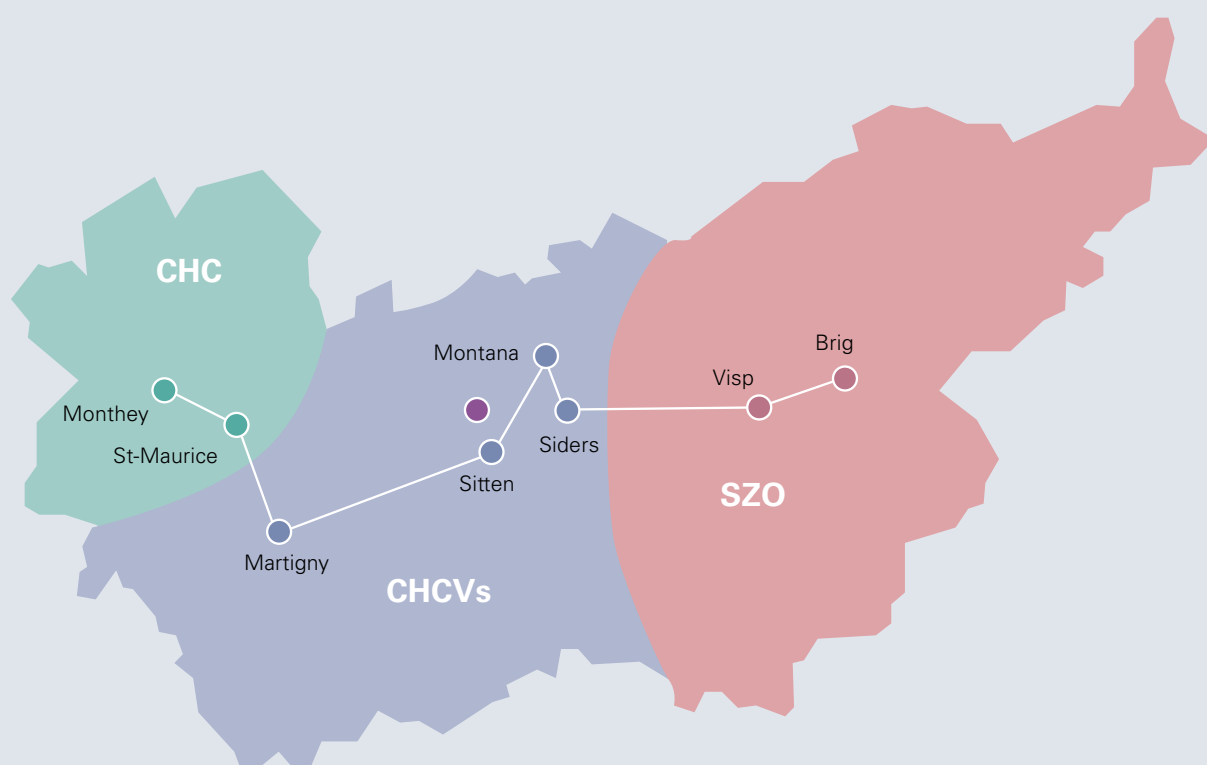 CHC
Brig
Montana
Visp
Monthey
Siders
St-Maurice
Sitten
SZO
Martigny
CHCVs